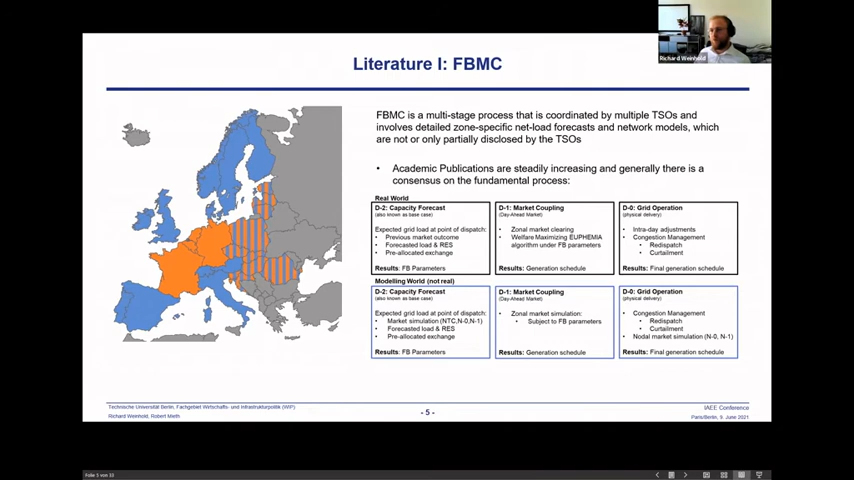 Richard Weinhold
Literature I: FBMC
FBMC is a multi-stage process that is coordinated by multiple TSOs and
involves detailed zone-specific net-load forecasts and network models, which
are not or only partially disclosed by the TSOs
• Academic Publications are steadily increasing and generally there is a
consensus on the fundamental process:
Real World
D-2: Capacity Forecast
(also known as base case)
Expected grid load at point of dispatch:
• Previous market outcome
• Forecasted load & RES
• Pre-allocated exchange
Results: FB Parameters
D-1: Market Coupling
(Day-Ahead Market)
• Zonal market clearing
• Welfare Maximizing EUPHEMIA
algorithm under FB parameters
Results: Generation schedule
D-0: Grid Operation
(physical delivery)
• Intra-day adjustments
• Congestion Management
• Redispatch
• Curtailment
Results: Final generation schedule
Modelling World (not real)
D-2: Capacity Forecast
(also known as base case)
Expected grid load at point of dispatch:
• Market simulation (NTC,N-0,N-1)
• Forecasted load & RES
• Pre-allocated exchange
Results: FB Parameters
D-1: Market Coupling
(Day-Ahead Market)
• Zonal market simulation:
• Subject to FB parameters
Results: Generation schedule
D-0: Grid Operation
(physical delivery)
• Congestion Management
• Redispatch
• Curtailment
• Nodal market simulation (N-0, N-1)
Results: Final generation schedule
Technische Universität Berlin, Fachgebiet Wirtschafts- und Infrastrukturpolitik (WIP)
Richard Weinhold, Robert Mieth
- 5 -
IAEE Conference
Paris/Berlin, 9. June 2021
Folie 5 von 33